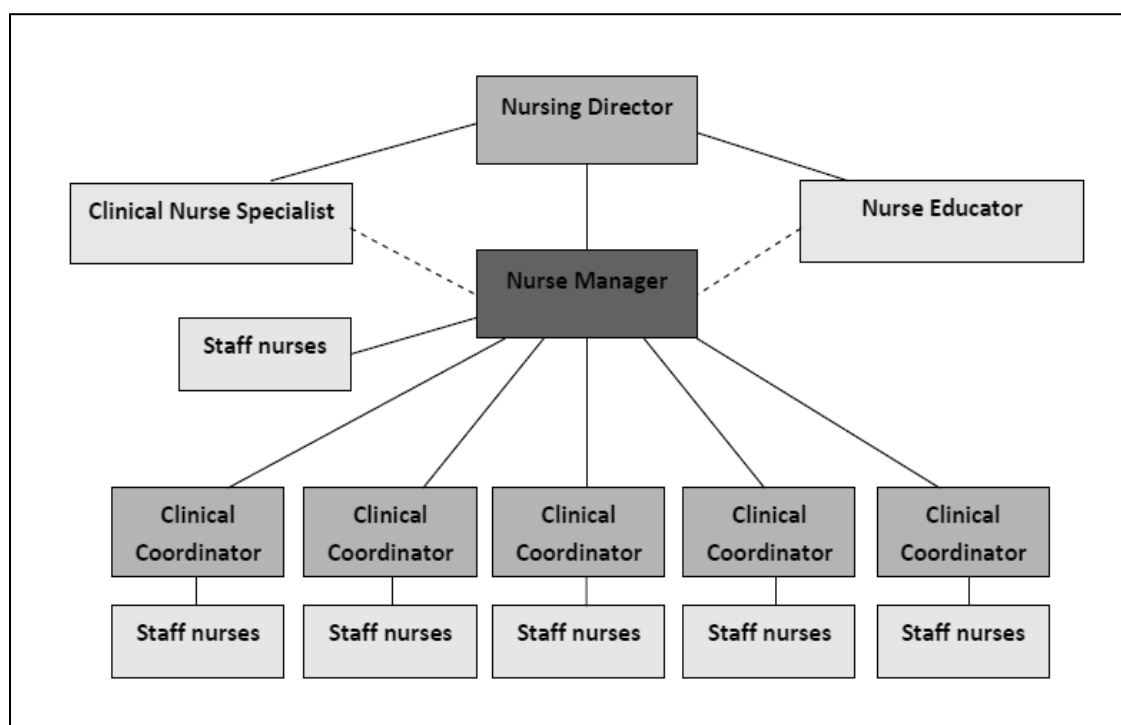 Nursing Director
Clinical Nurse Specialist
Nurse Educator
Nurse Manager
Staff nurses
Clinical
Coordinator
Clinical
Coordinator
Clinical
Coordinator
Clinical
Coordinator
Clinical
Coordinator
Staff nurses
Staff nurses
Staff nurses
Staff nurses
Staff nurses